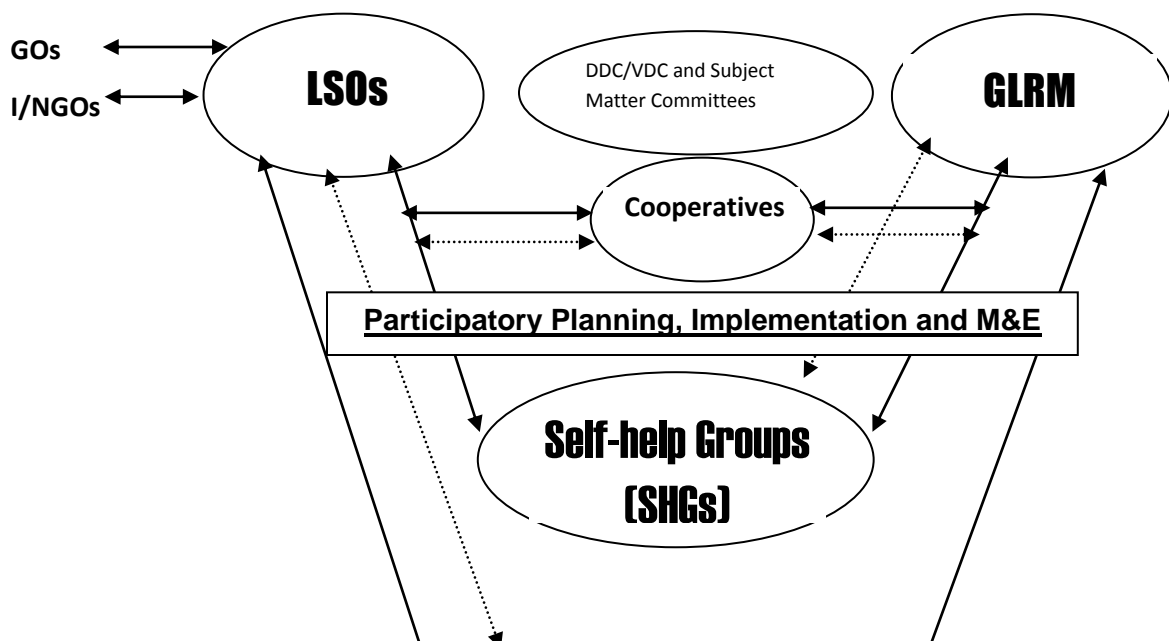 GOs
I/NGOs
LSOs
DDC/VDC and Subject
Matter Committees
GLRM
Cooperatives
Participatory Planning, Implementation and M&E
Self-help Groups
(SHGs)